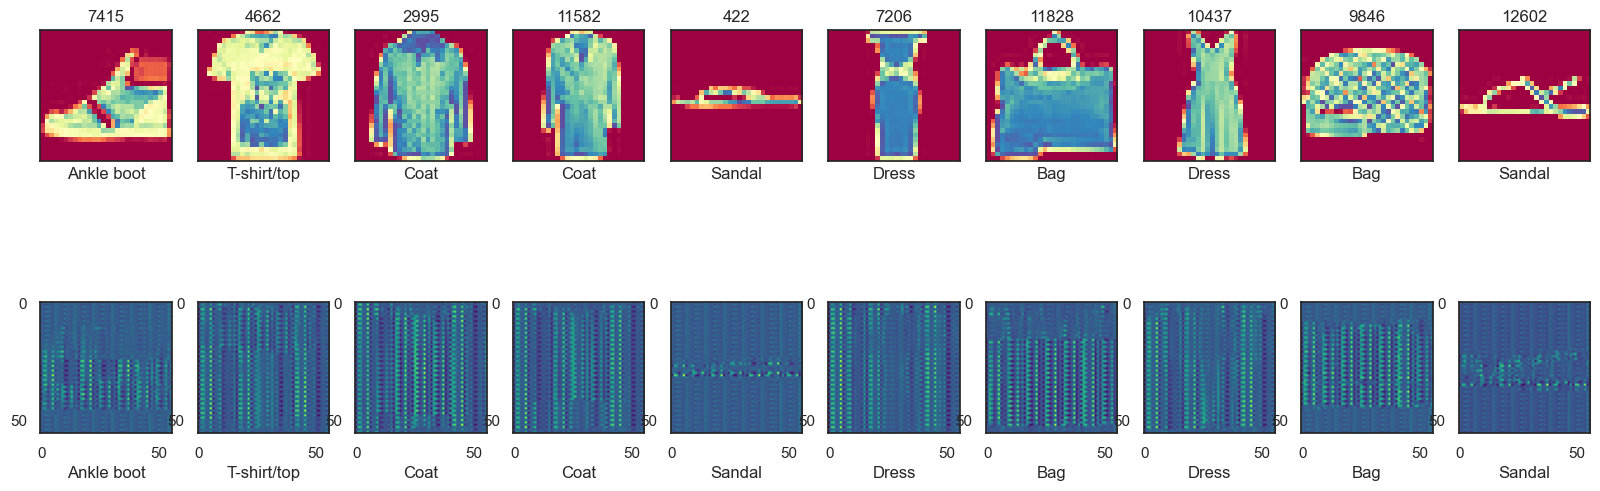 7415 4662 2995 11582 422 7206 11828 10437 9846 12602
Ankle boot T-shirt/top Coat Coat Sandal Dress Bag Dress Bag Sandal
0 0 0 0 0 0 0 0 0 0
50 50 50 50 50 50 50 50 50 50
0 50 0 50 0 50 0 50 0 50 0 50 0 50 0 50 0 50 0 50
Ankle boot T-shirt/top Coat Coat Sandal Dress Bag Dress Bag Sandal